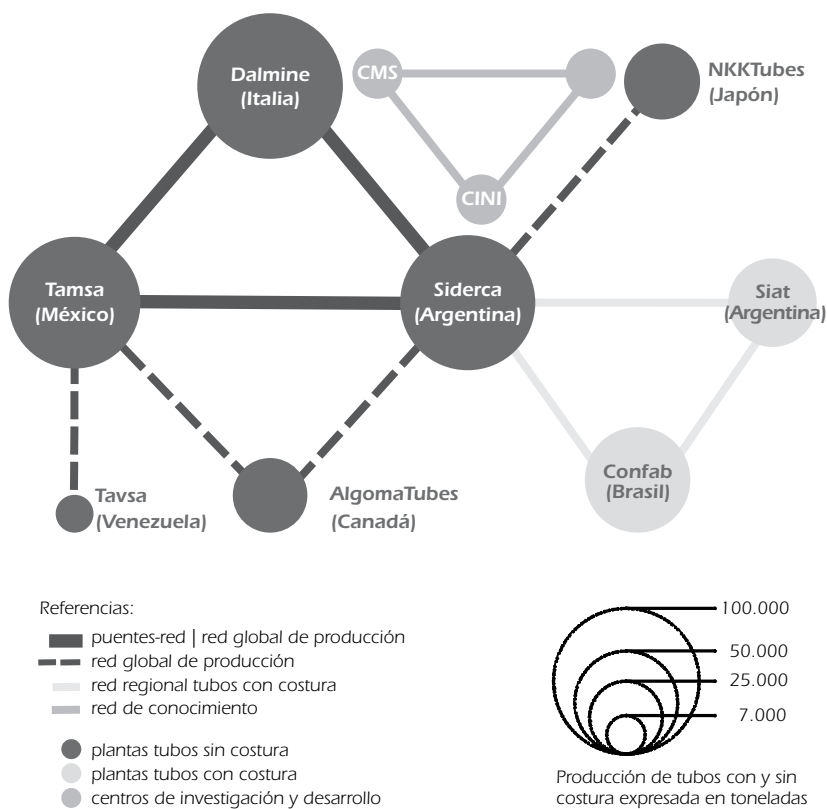 Dalmine
(Italia)
CMS
NKKTubes
(Japón)
CINI
Tamsa
(México)
Siderca
(Argentina)
Siat
(Argentina)
Confab
(Brasil)
Tavsa
(Venezuela)
AlgomaTubes
(Canadá)
Referencias:
puentes-red | red global de producción
red global de producción
red regional tubos con costura
red de conocimiento
plantas tubos sin costura
plantas tubos con costura
centros de investigación y desarrollo
100.000
50.000
25.000
7.000
Producción de tubos con y sin
costura expresada en toneladas